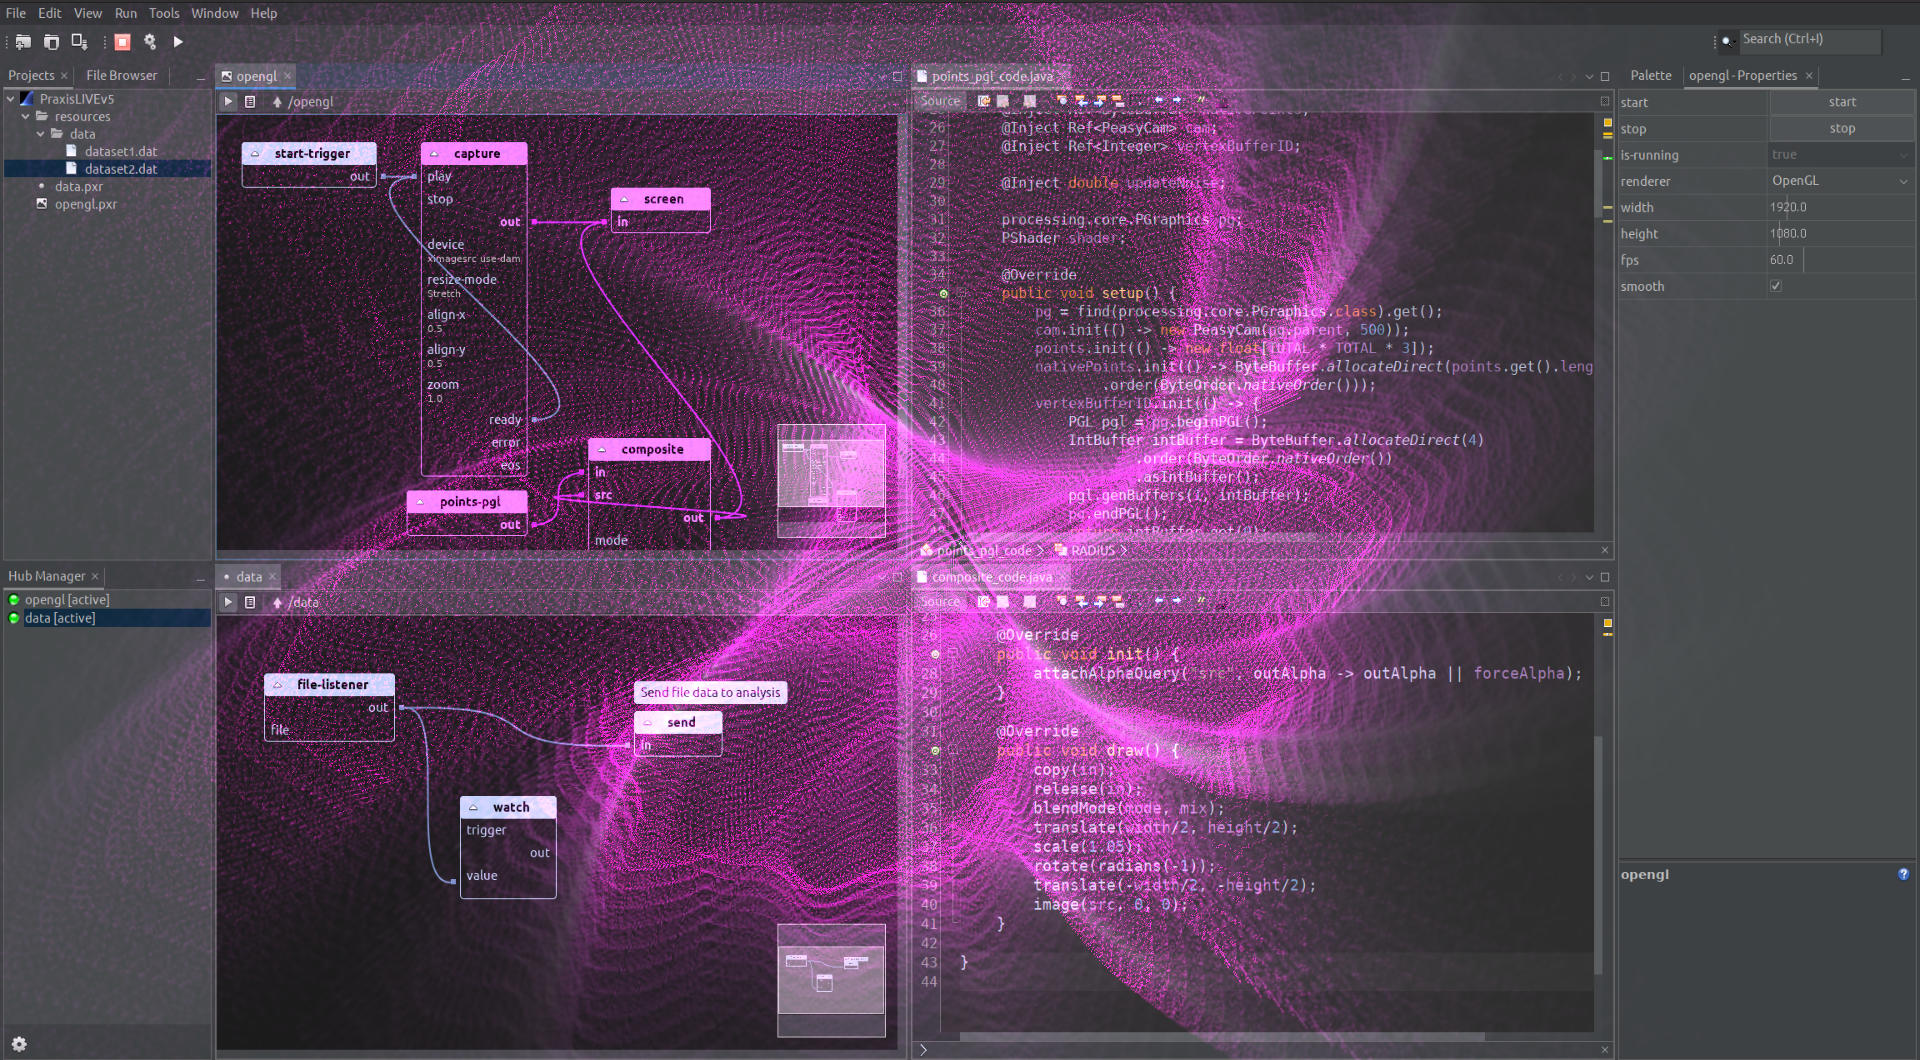 File Edit View Run Tools Window Help
Search (Ctrl+I)
Projects
File Browser
PraxisLIVEv5
resources
data
dataset1.dat
dataset2.dat
data.pxr
opengl.pxr
Hub Manager
opengl [active]
data [active]
opengl
/opengl
start-trigger
out
capture
play
stop
out
device
ximagesrc use-dam
resize-mode
Stretch
align-x
0.5
align-y
0.5
zoom
1.0
ready
error
eos
screen
in
composite
in
src
out
mode
points-pgl
out
data
/data
file-listener
out
file
Send file data to analysis
send
in
watch
trigger
out
value
points_pgl_code.java
Source
26 @Inject Ref<PeasyCam> cam;
27 @Inject Ref<Integer> vertexBufferID;
28
29 @Inject double updateNoise;
30
31 processing.core.PGraphics pg;
32 PShader shader;
33
34 @Override
public void setup() {
36 pg = find(processing.core.PGraphics.class).get();
37 cam.init(() -> new PeasyCam(pg.parent, 500));
38 points.init(() -> new float[TOTAL * TOTAL * 3]);
39 nativePoints.init(() -> ByteBuffer.allocateDirect(points.get().leng
40 .order(ByteOrder.nativeOrder()));
41 vertexBufferID.init(() -> {
42 PGL pgl = pg.beginPGL();
43 IntBuffer intBuffer = ByteBuffer.allocateDirect(4)
44 .order(ByteOrder.nativeOrder())
45 .asIntBuffer();
46 pgl.genBuffers(1, intBuffer);
47 pg.endPGL();
points_pgl_code
RADIUS
composite_code.java
Source
25
26 @Override
public void init() {
28 attachAlphaQuery("src", outAlpha -> outAlpha || forceAlpha);
29 }
30
31 @Override
public void draw() {
33 copy(in);
34 release(in);
35 blendMode(mode, mix);
36 translate(width/2, height/2);
37 scale(1.05);
38 rotate(radians(-1));
39 translate(-width/2, -height/2);
40 image(src, 0, 0);
41 }
42
43 }
44
Palette
opengl - Properties
start start
stop stop
is-running true
renderer OpenGL
width 1920.0
height 1080.0
fps 60.0
smooth
opengl